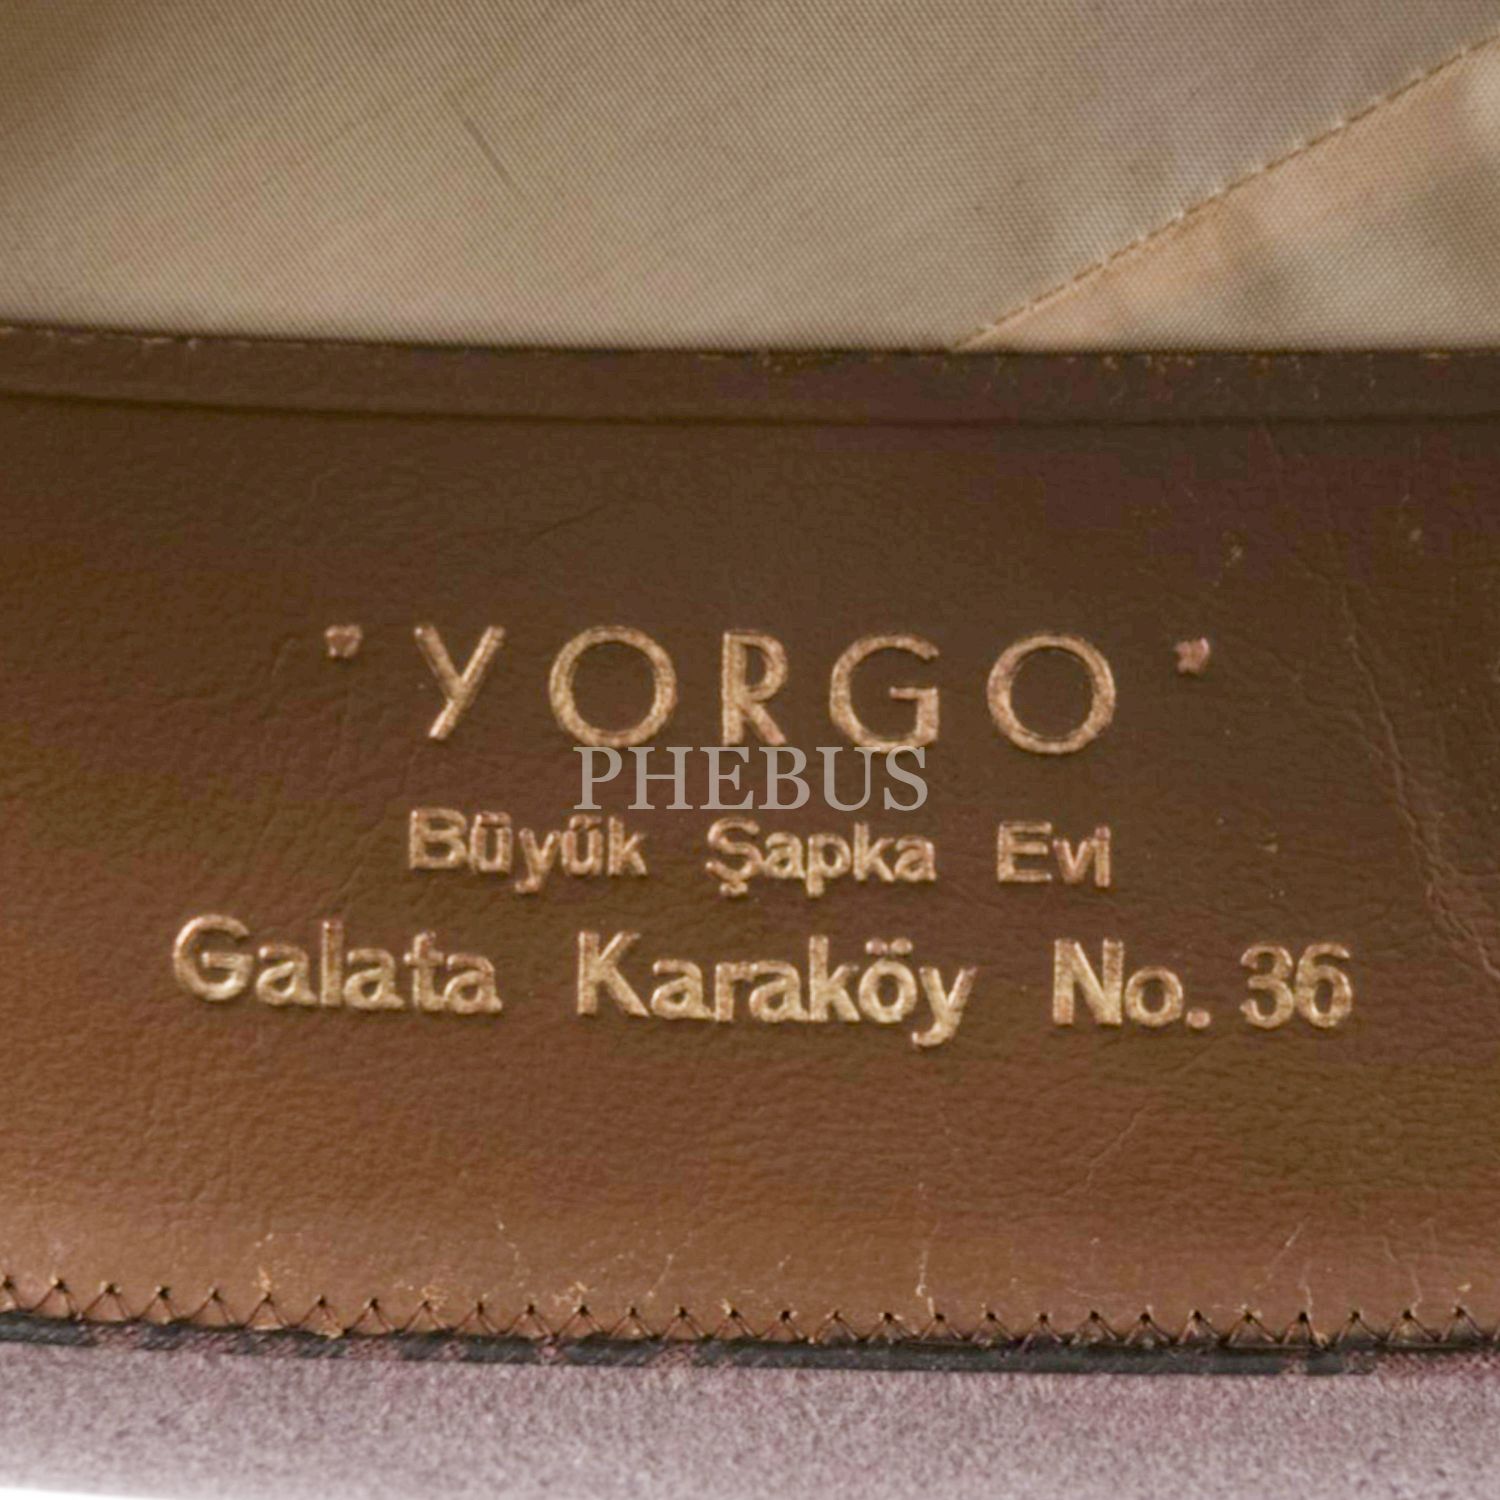 "YORGO"
PHEBUS
Büyük Şapka Evi
Galata Karaköy No. 36